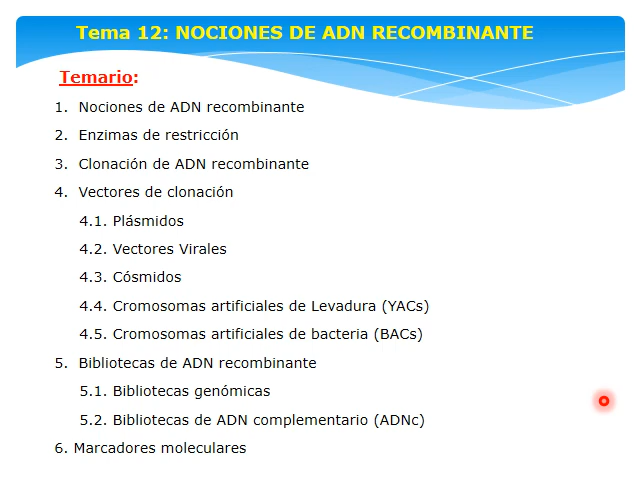 Tema 12: NOCIONES DE ADN RECOMBINANTE
Temario:
1. Nociones de ADN recombinante
2. Enzimas de restricción
3. Clonación de ADN recombinante
4. Vectores de clonación
4.1. Plásmidos
4.2. Vectores Virales
4.3. Cósmidos
4.4. Cromosomas artificiales de Levadura (YACs)
4.5. Cromosomas artificiales de bacteria (BACs)
5. Bibliotecas de ADN recombinante
5.1. Bibliotecas genómicas
5.2. Bibliotecas de ADN complementario (ADNc)
6. Marcadores moleculares